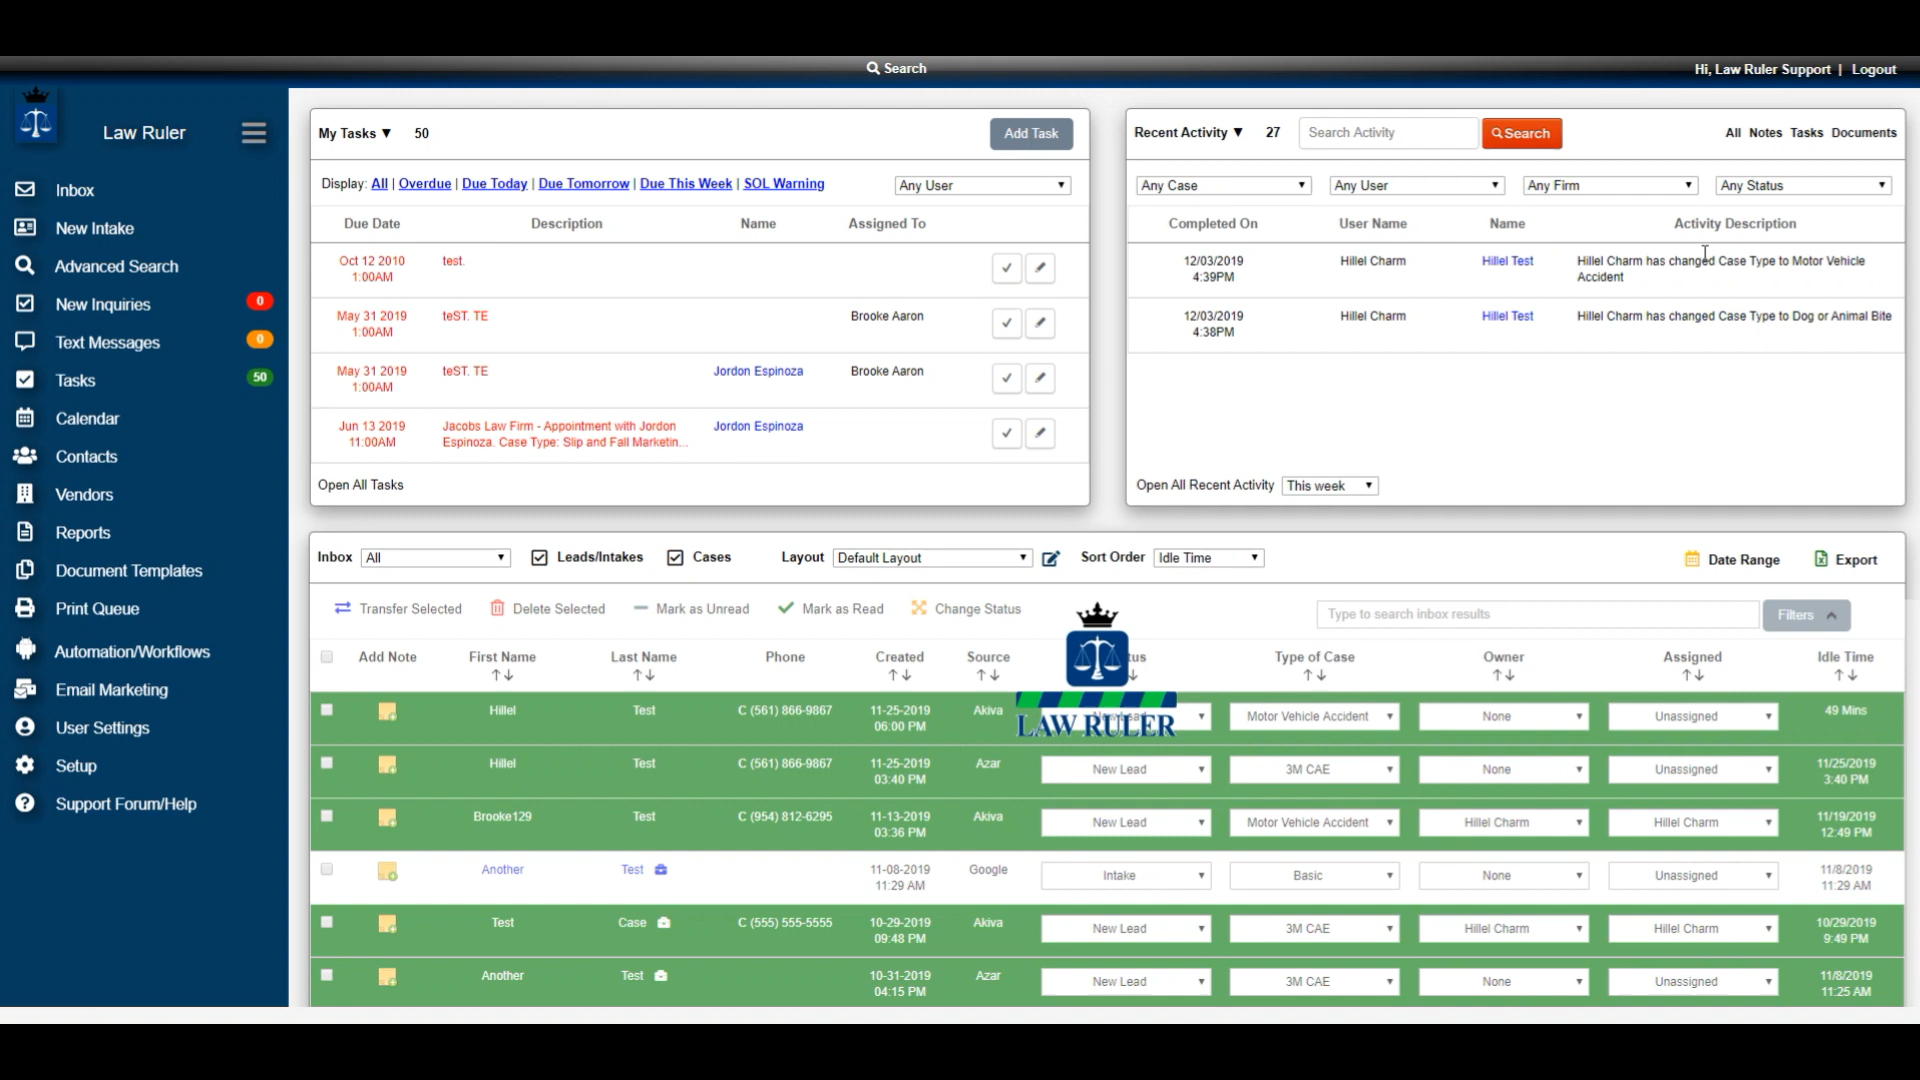 Search
Hi, Law Ruler Support | Logout
Law Ruler
Inbox
New Intake
Advanced Search
New Inquiries 0
Text Messages 0
Tasks 50
Calendar
Contacts
Vendors
Reports
Document Templates
Print Queue
Automation/Workflows
Email Marketing
User Settings
Setup
Support Forum/Help
My Tasks ▼ 50 Add Task
Display: All | Overdue | Due Today | Due Tomorrow | Due This Week | SOL Warning Any User
Due Date Description Name Assigned To
Oct 12 2010 test.
1:00AM
May 31 2019 teST. TE Brooke Aaron
1:00AM
May 31 2019 teST. TE Jordon Espinoza Brooke Aaron
1:00AM
Jun 13 2019 Jacobs Law Firm - Appointment with Jordon Jordon Espinoza
11:00AM Espinoza. Case Type: Slip and Fall Marketin...
Open All Tasks
Recent Activity ▼ 27 Search Activity Search All Notes Tasks Documents
Any Case Any User Any Firm Any Status
Completed On User Name Name Activity Description
12/03/2019 Hillel Charm Hillel Test Hillel Charm has changed Case Type to Motor Vehicle
4:39PM Accident
12/03/2019 Hillel Charm Hillel Test Hillel Charm has changed Case Type to Dog or Animal Bite
4:38PM
Open All Recent Activity This week
Inbox All Leads/Intakes Cases Layout Default Layout Sort Order Idle Time Date Range Export
Transfer Selected Delete Selected Mark as Unread Mark as Read Change Status Type to search inbox results Filters
Add Note First Name Last Name Phone Created Source tus Type of Case Owner Assigned Idle Time
Hillel Test C (561) 866-9867 11-25-2019 Akiva Motor Vehicle Accident None Unassigned 49 Mins
06:00 PM
LAW RULER
Hillel Test C (561) 866-9867 11-25-2019 Azar New Lead 3M CAE None Unassigned 11/25/2019
03:40 PM 3:40 PM
Brooke129 Test C (954) 812-6295 11-13-2019 Akiva New Lead Motor Vehicle Accident Hillel Charm Hillel Charm 11/19/2019
03:36 PM 12:49 PM
Another Test 11-08-2019 Google Intake Basic None Unassigned 11/8/2019
11:29 AM 11:29 AM
Test Case C (555) 555-5555 10-29-2019 Akiva New Lead 3M CAE Hillel Charm Hillel Charm 10/29/2019
09:48 PM 9:49 PM
Another Test 10-31-2019 Azar New Lead 3M CAE None Unassigned 11/8/2019
04:15 PM 11:25 AM